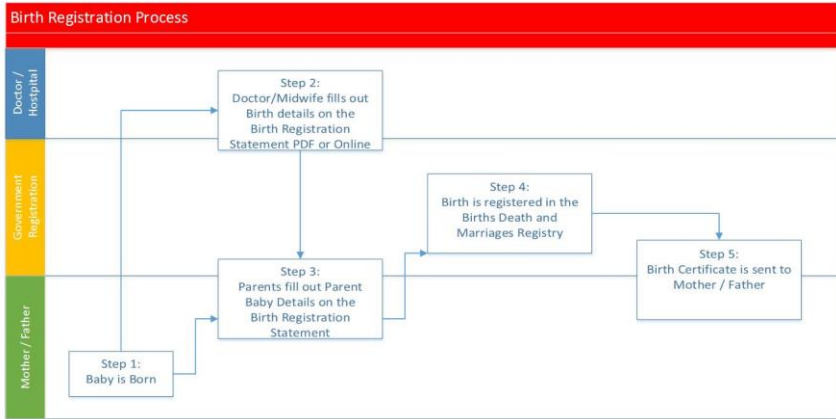 Birth Registration Process
Doctor /
Hostpital
Step 2:
Doctor/Midwife fills out
Birth details on the
Birth Registration
Statement PDF or Online
Government
Registration
Step 4:
Birth is registered in the
Births Death and
Marriages Registry
Step 5:
Birth Certificate is sent to
Mother / Father
Step 3:
Parents fill out Parent
Baby Details on the
Birth Registration
Statement
Mother / Father
Step 1:
Baby is Born